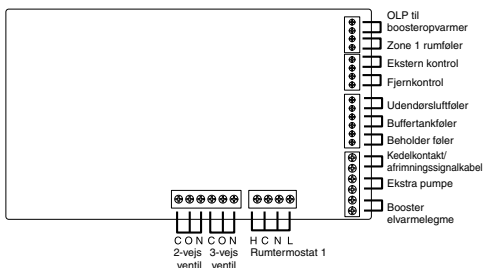 OLP til
boosteropvarmer
Zone 1 rumføler
Ekstern kontrol
Fjernkontrol
Udendørsluftføler
Buffertankføler
Beholder føler
Kedelkontakt/
afrimningssignalkabel
Ekstra pumpe
Booster
elvarmelegme
C O N C O N H C N L
2-vejs 3-vejs Rumtermostat 1
ventil ventil